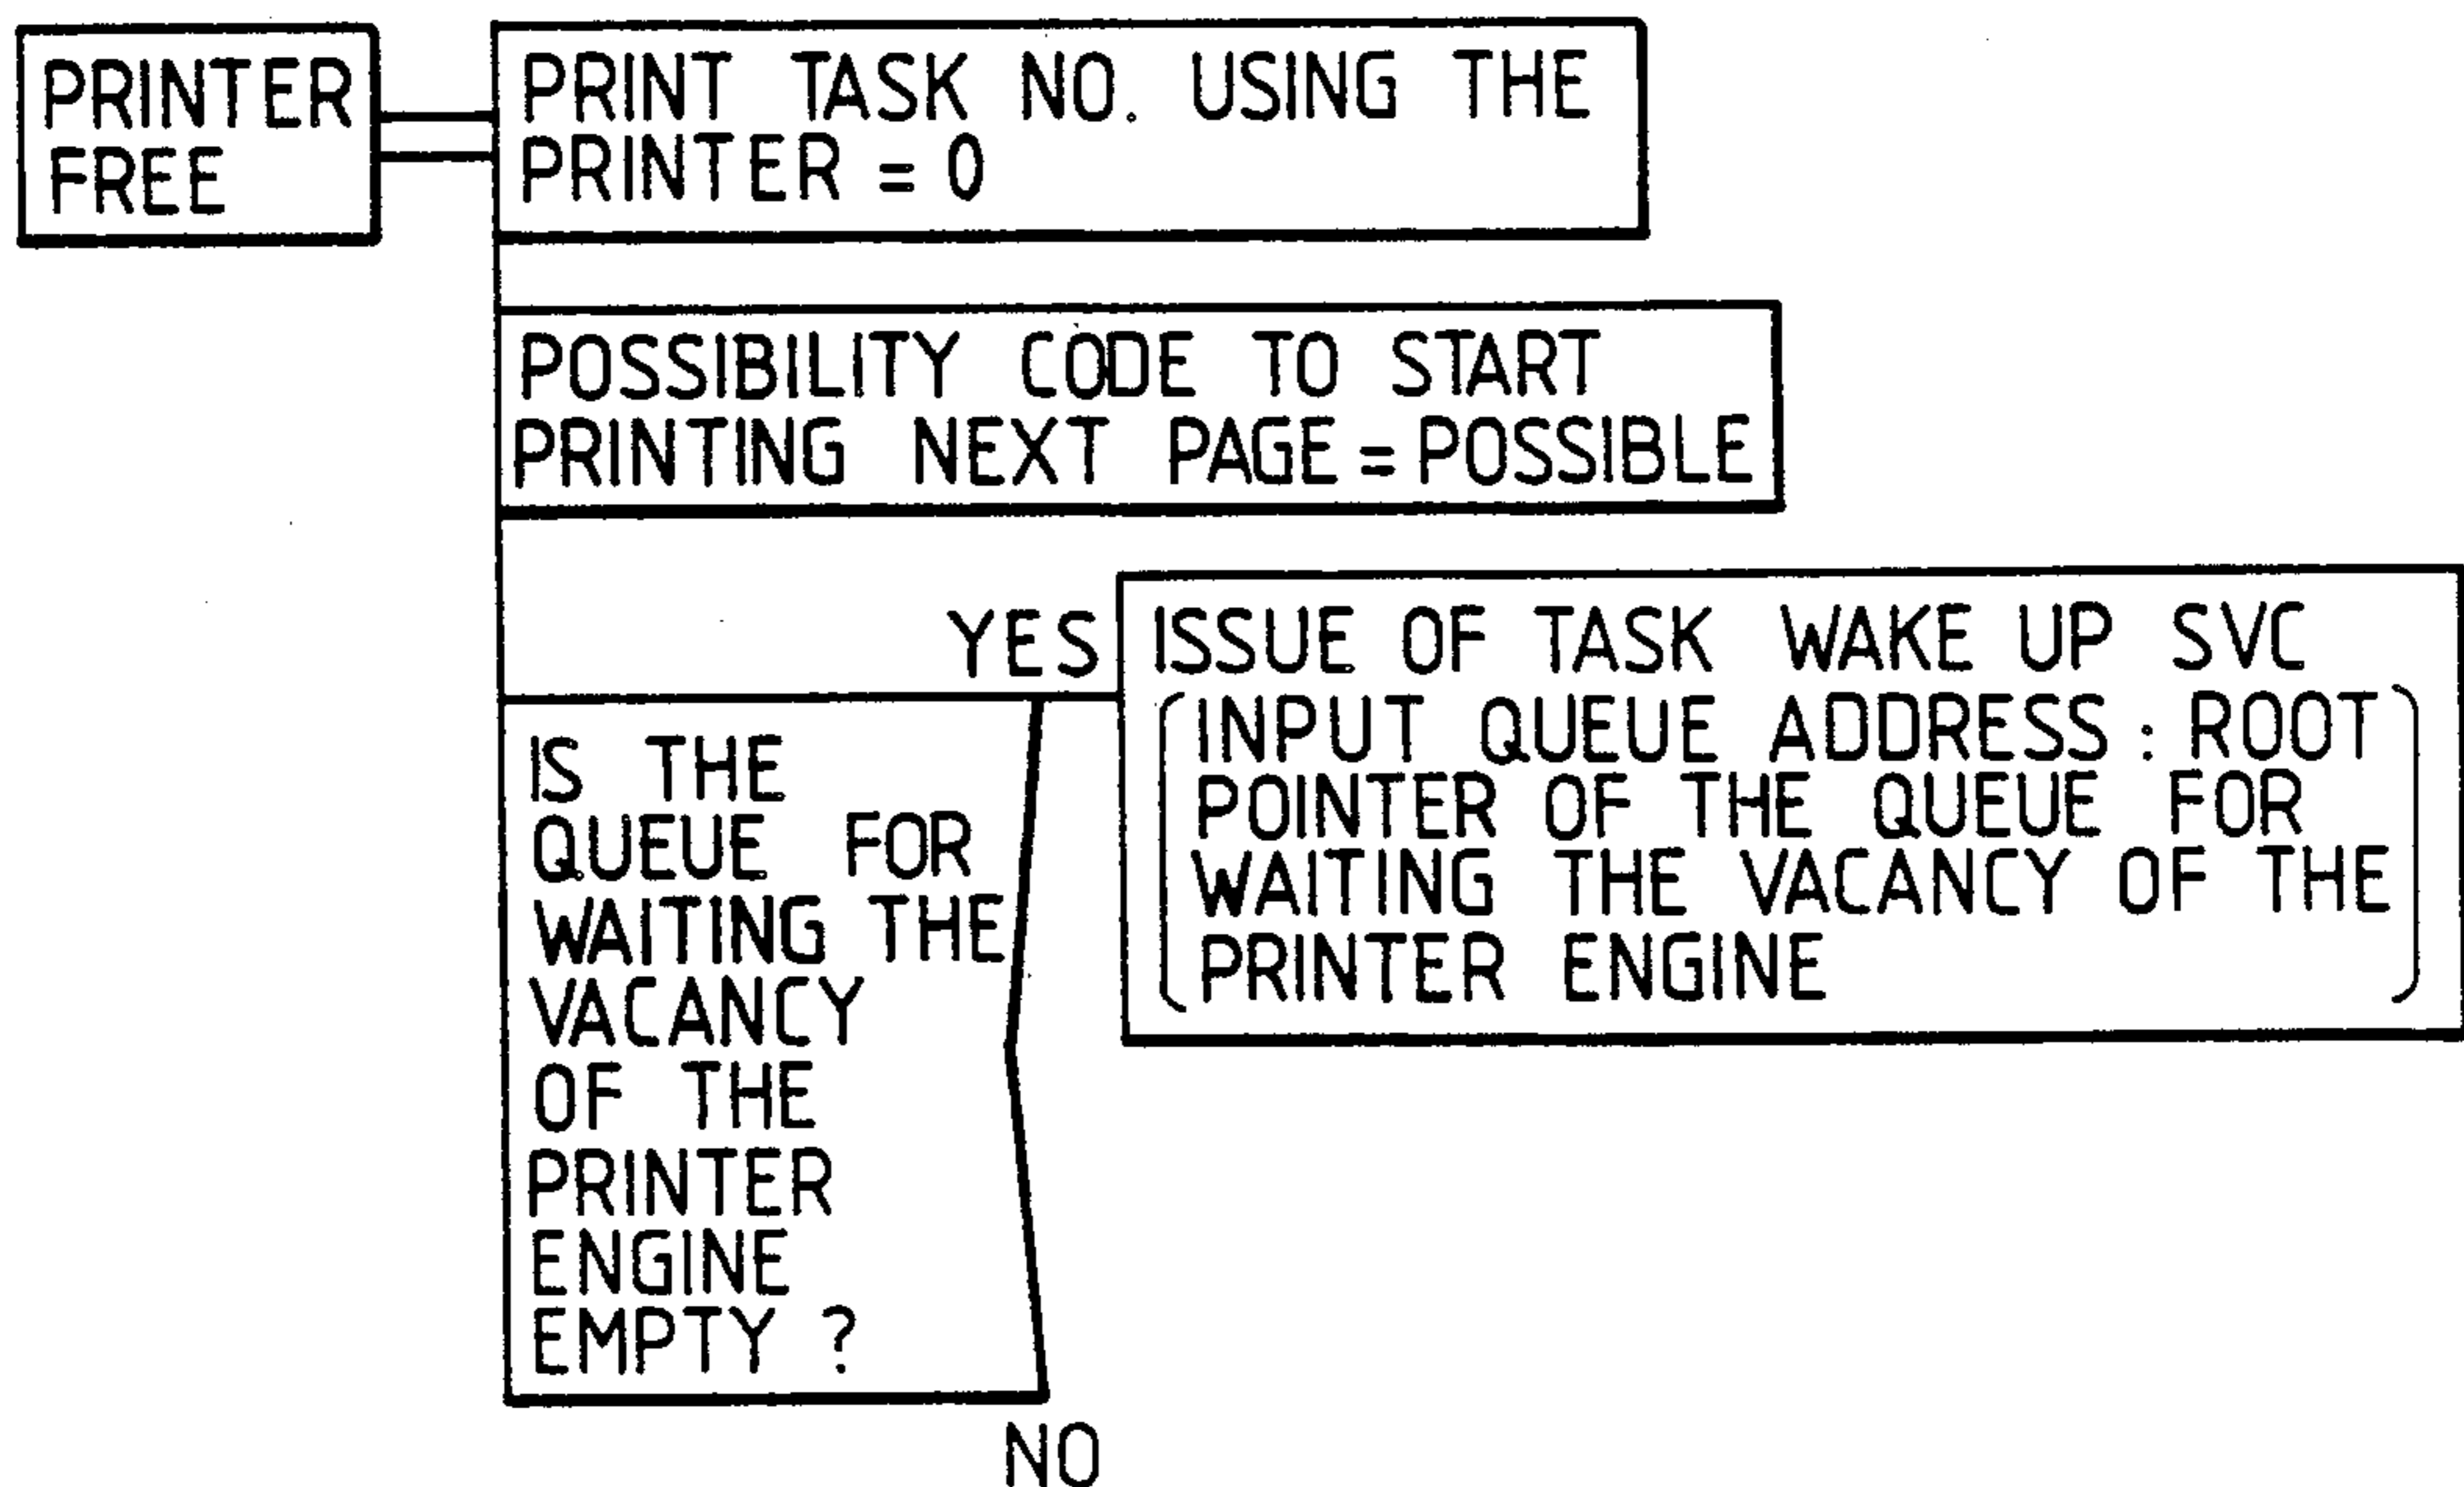 PRINTER
FREE
PRINT TASK NO. USING THE
PRINTER = 0
POSSIBILITY CODE TO START
PRINTING NEXT PAGE = POSSIBLE
YES
ISSUE OF TASK WAKE UP SVC
(INPUT QUEUE ADDRESS : ROOT
POINTER OF THE QUEUE FOR
WAITING THE VACANCY OF THE
PRINTER ENGINE)
IS THE
QUEUE FOR
WAITING THE
VACANCY
OF THE
PRINTER
ENGINE
EMPTY ?
NO